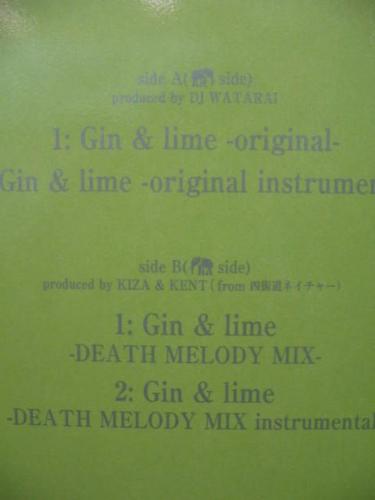 side A( side)
produced by DJ WATARAI
1: Gin & lime -original-
Gin & lime -original instrumen
side B( side)
produced by KIZA & KENT(from 四街道ネイチャー)
1: Gin & lime
-DEATH MELODY MIX-
2: Gin & lime
-DEATH MELODY MIX instrumental